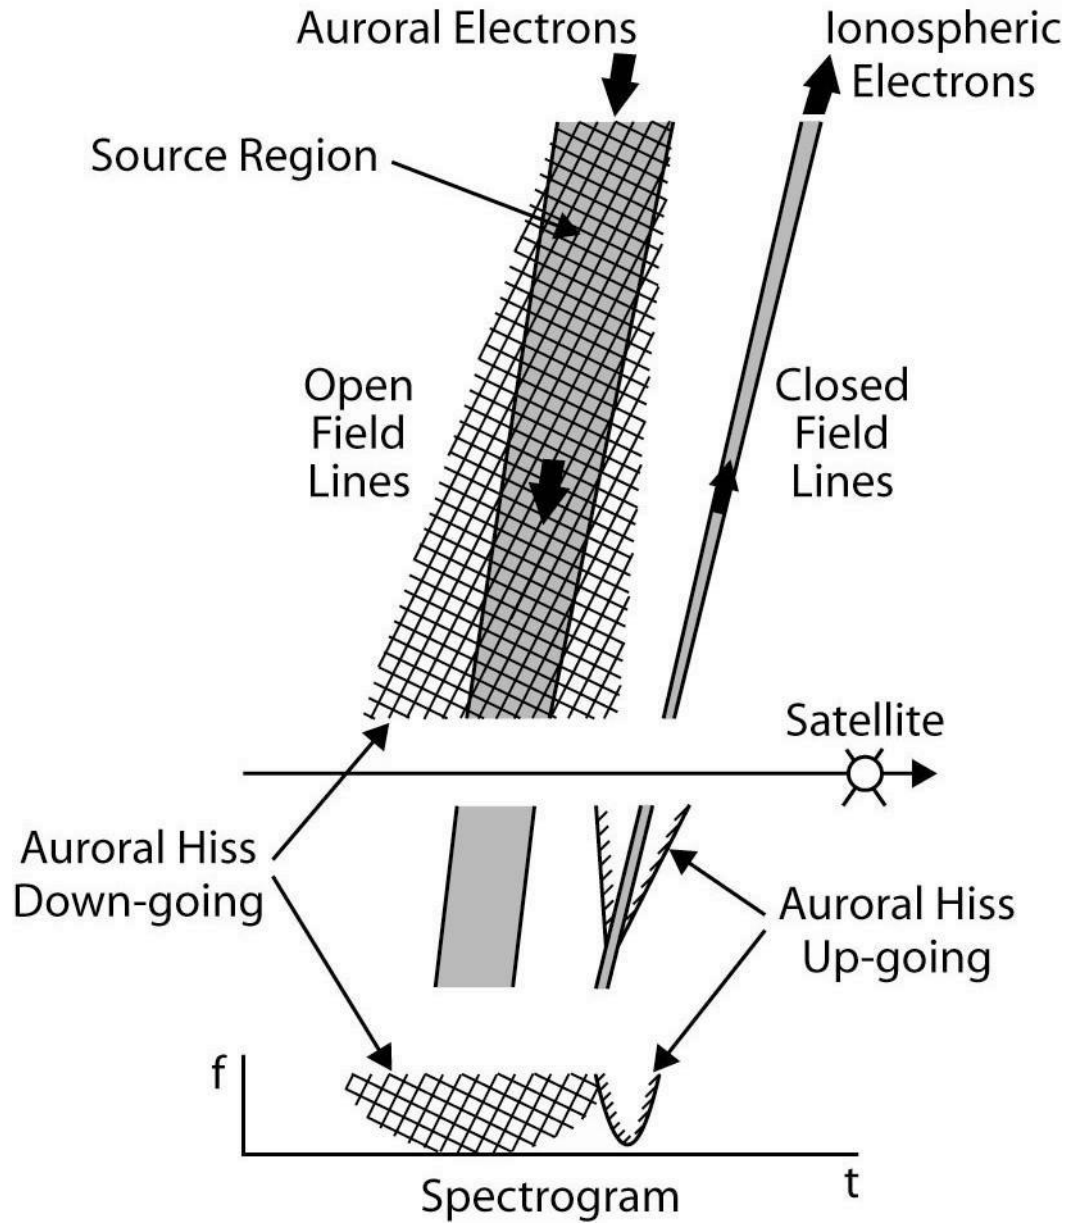 Auroral Electrons
Ionospheric
Electrons
Source Region
Open
Field
Lines
Closed
Field
Lines
Satellite
Auroral Hiss
Down-going
Auroral Hiss
Up-going
f
t
Spectrogram